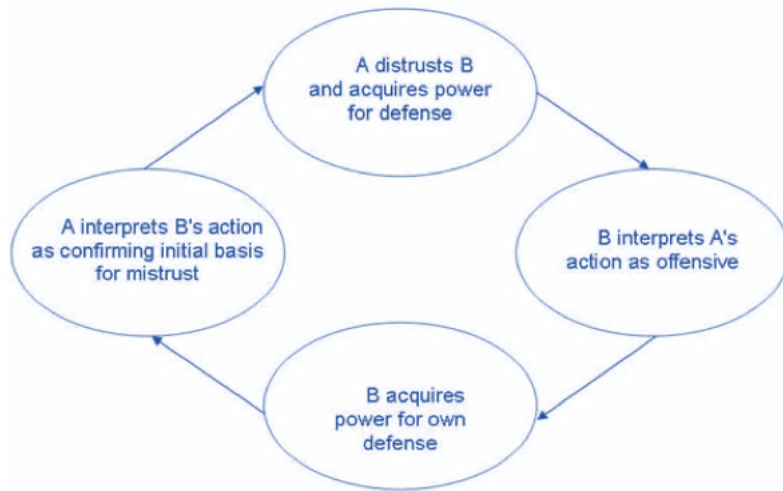 A distrusts B
and acquires power
for defense
B interprets A's
action as offensive
B acquires
power for own
defense
A interprets B's action
as confirming initial basis
for mistrust